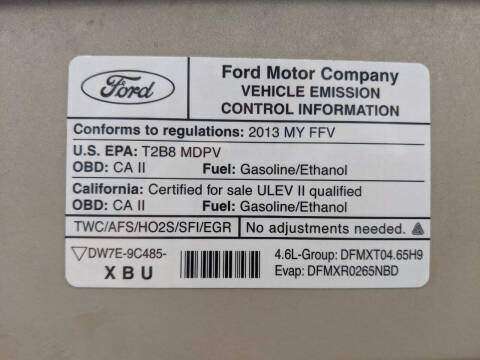 Ford
Ford Motor Company
VEHICLE EMISSION
CONTROL INFORMATION
Conforms to regulations: 2013 MY FFV
U.S. EPA: T2B8 MDPV
OBD: CA II Fuel: Gasoline/Ethanol
California: Certified for sale ULEV II qualified
OBD: CA II Fuel: Gasoline/Ethanol
TWC/AFS/HO2S/SFI/EGR No adjustments needed.
DW7E-9C485-
XBU
4.6L-Group: DFMXT04.65H9
Evap: DFMXR0265NBD